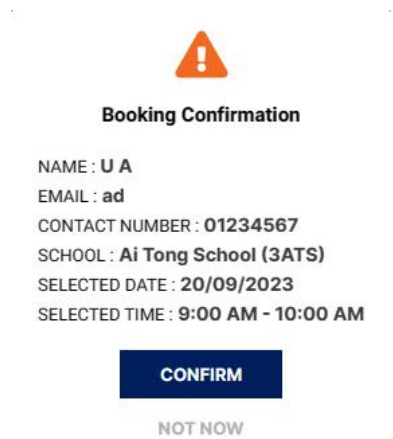 Booking Confirmation
NAME : U A
EMAIL : ad
CONTACT NUMBER : 01234567
SCHOOL : Ai Tong School (3ATS)
SELECTED DATE : 20/09/2023
SELECTED TIME : 9:00 AM - 10:00 AM
CONFIRM
NOT NOW